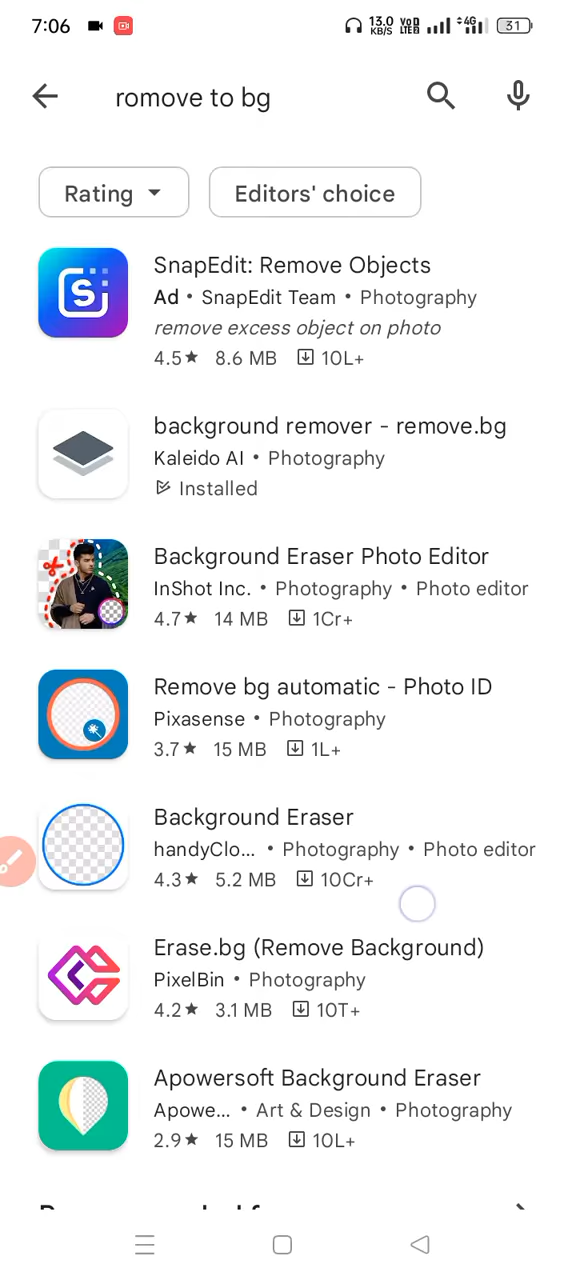 7:06 13.0 KB/S VoD LTE2 4G 31
romove to bg
Rating Editors' choice
SnapEdit: Remove Objects
Ad • SnapEdit Team • Photography
remove excess object on photo
4.5★ 8.6 MB 10L+
background remover - remove.bg
Kaleido AI • Photography
Installed
Background Eraser Photo Editor
InShot Inc. • Photography • Photo editor
4.7★ 14 MB 1Cr+
Remove bg automatic - Photo ID
Pixasense • Photography
3.7★ 15 MB 1L+
Background Eraser
handyClo... • Photography • Photo editor
4.3★ 5.2 MB 10Cr+
Erase.bg (Remove Background)
PixelBin • Photography
4.2★ 3.1 MB 10T+
Apowersoft Background Eraser
Apowe... • Art & Design • Photography
2.9★ 15 MB 10L+